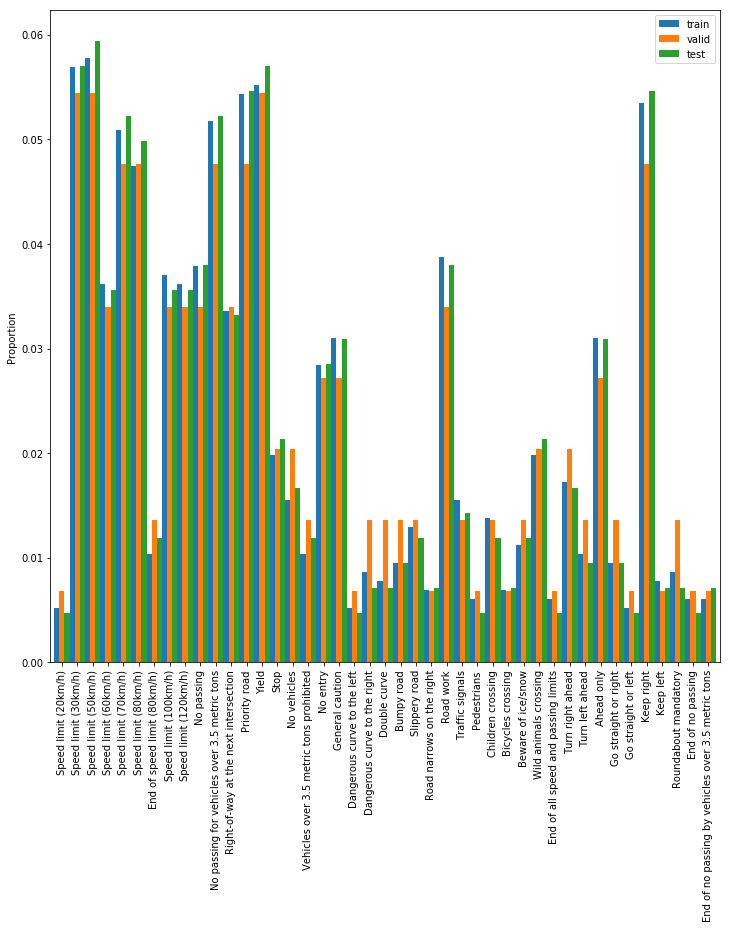 train
valid
test
Proportion
0.06
0.05
0.04
0.03
0.02
0.01
0.00
Speed limit (20km/h)
Speed limit (30km/h)
Speed limit (50km/h)
Speed limit (60km/h)
Speed limit (70km/h)
Speed limit (80km/h)
End of speed limit (80km/h)
Speed limit (100km/h)
Speed limit (120km/h)
No passing
No passing for vehicles over 3.5 metric tons
Right-of-way at the next intersection
Priority road
Yield
Stop
No vehicles
Vehicles over 3.5 metric tons prohibited
No entry
General caution
Dangerous curve to the left
Dangerous curve to the right
Double curve
Bumpy road
Slippery road
Road narrows on the right
Road work
Traffic signals
Pedestrians
Children crossing
Bicycles crossing
Beware of ice/snow
Wild animals crossing
End of all speed and passing limits
Turn right ahead
Turn left ahead
Ahead only
Go straight or right
Go straight or left
Keep right
Keep left
Roundabout mandatory
End of no passing
End of no passing by vehicles over 3.5 metric tons